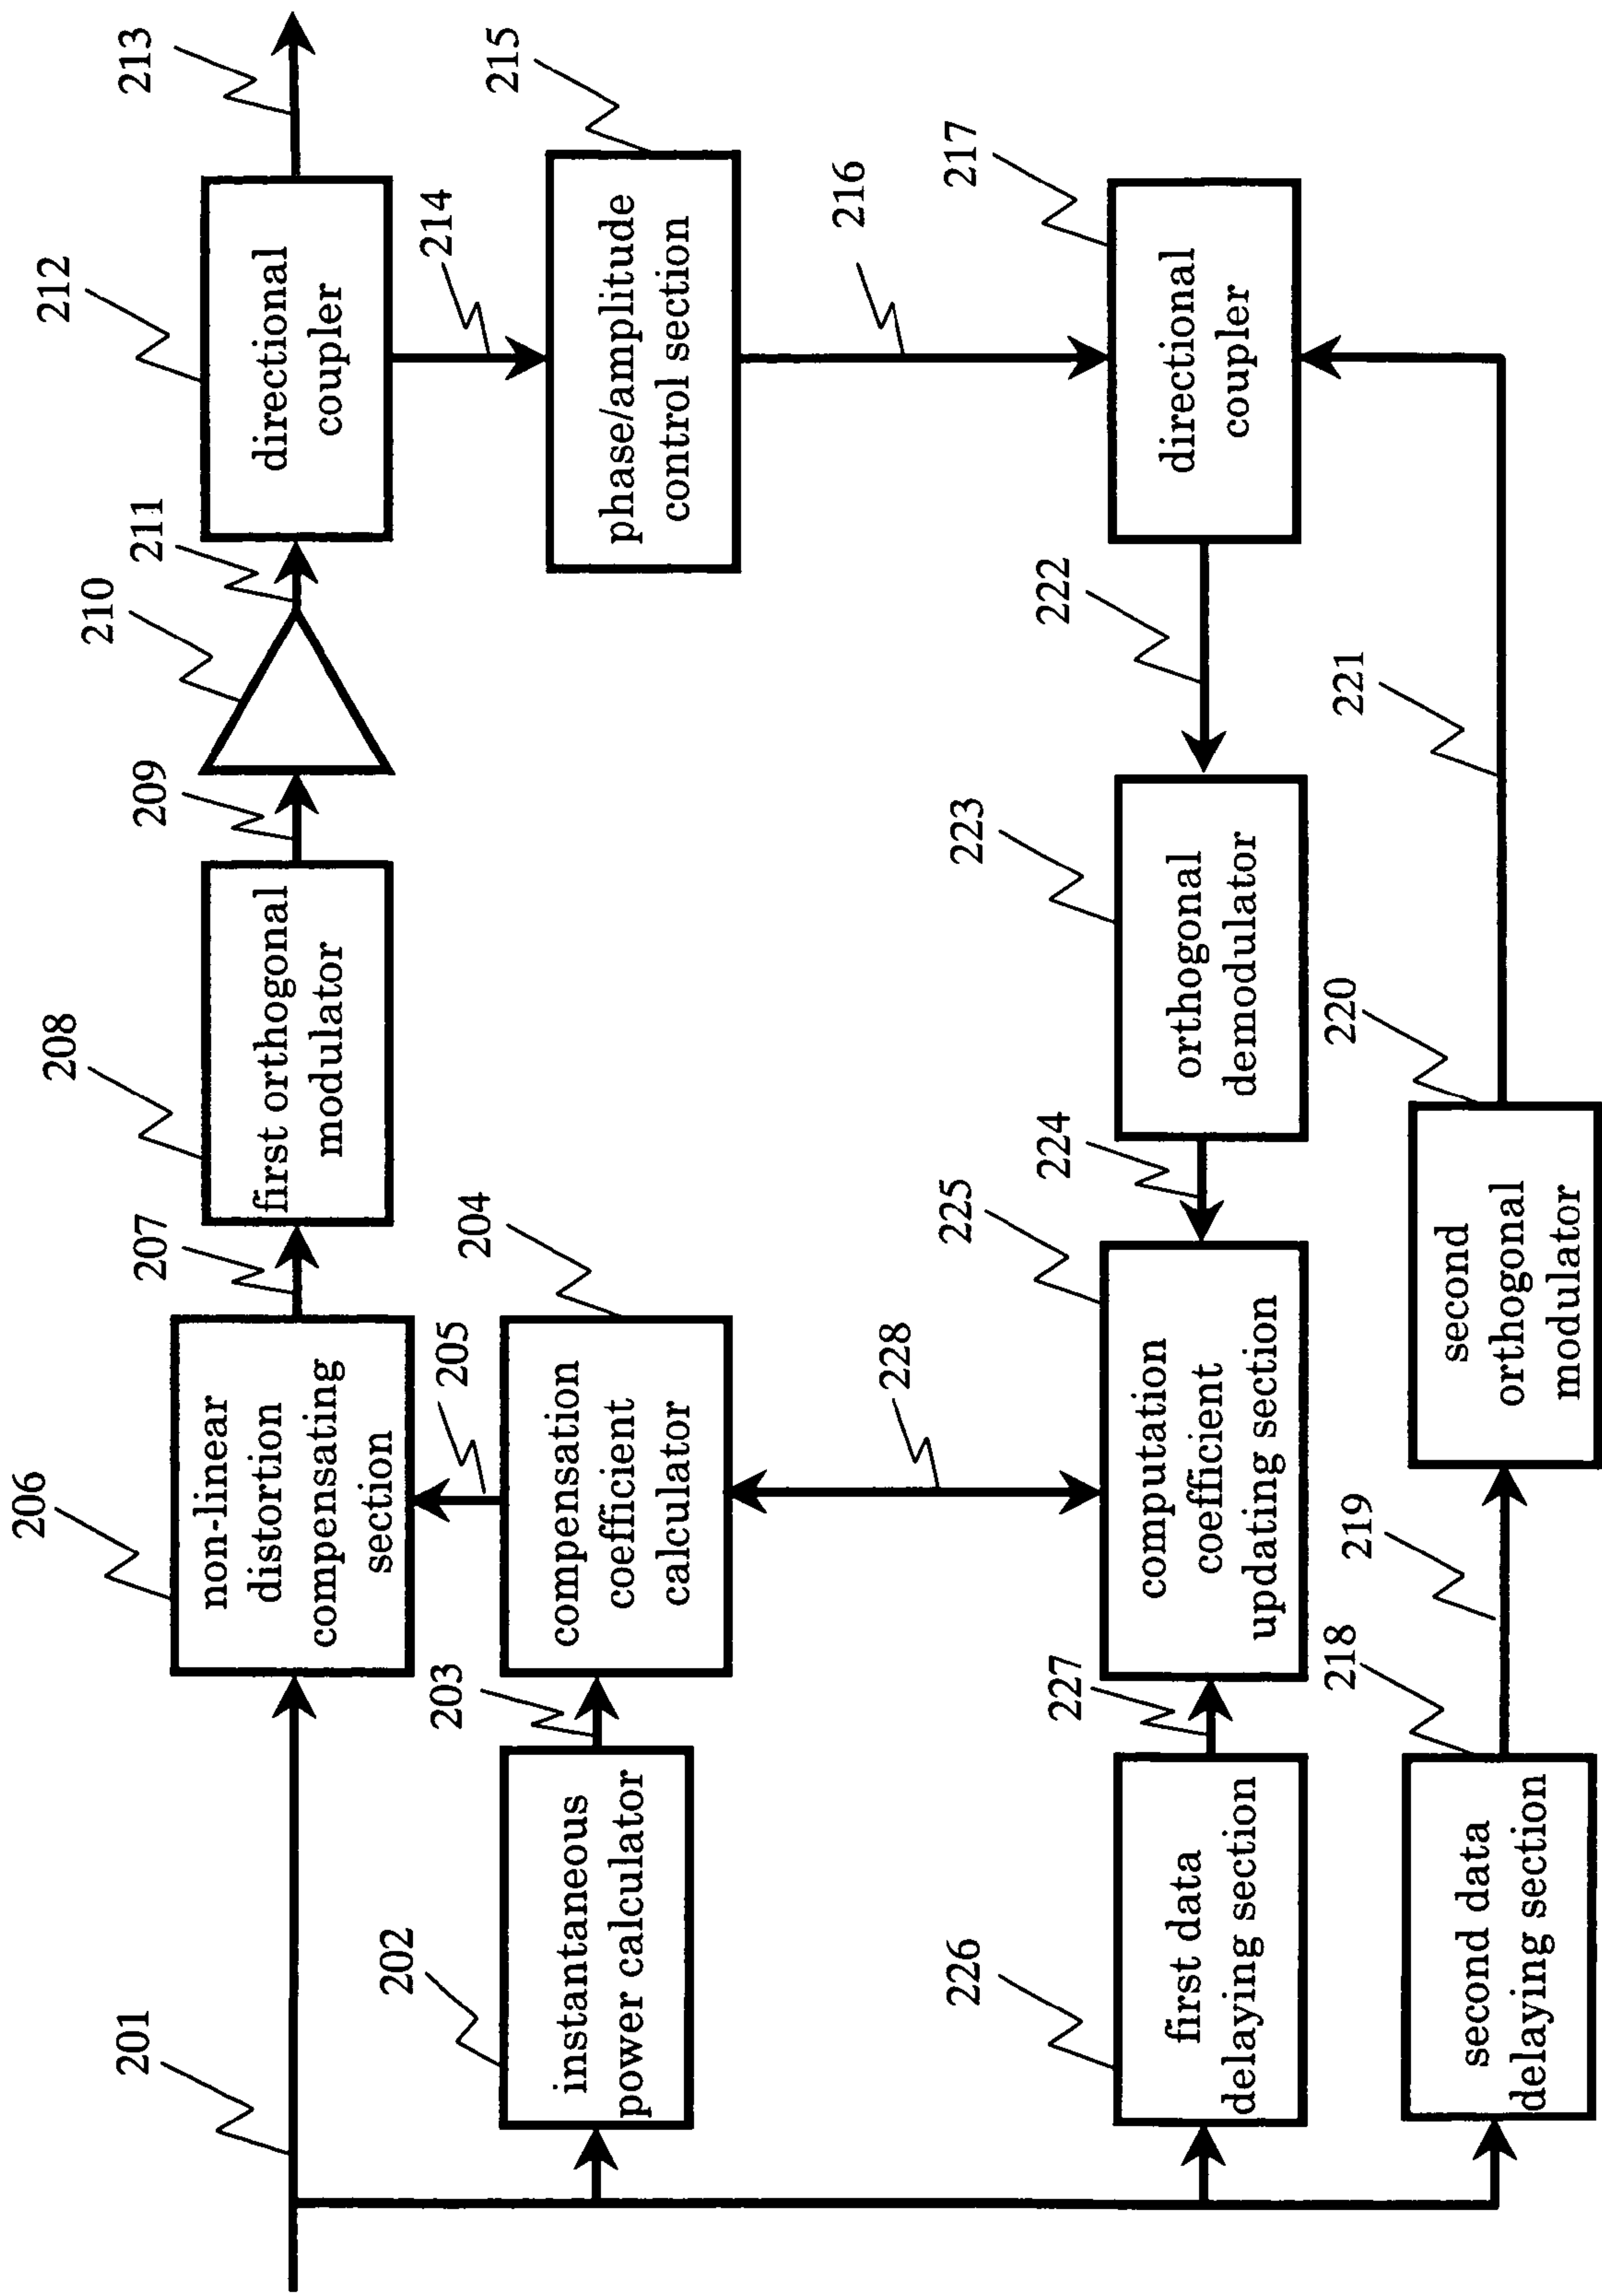 201
206
non-linear
distortion
compensating
section
207
208
first orthogonal
modulator
209
210
211
212
directional
coupler
213
202
instantaneous
power calculator
203
204
compensation
coefficient
calculator
205
214
215
phase/amplitude
control section
216
228
226
first data
delaying section
227
225
computation
coefficient
updating section
224
223
orthogonal
demodulator
222
217
directional
coupler
218
second data
delaying section
219
220
second
orthogonal
modulator
221